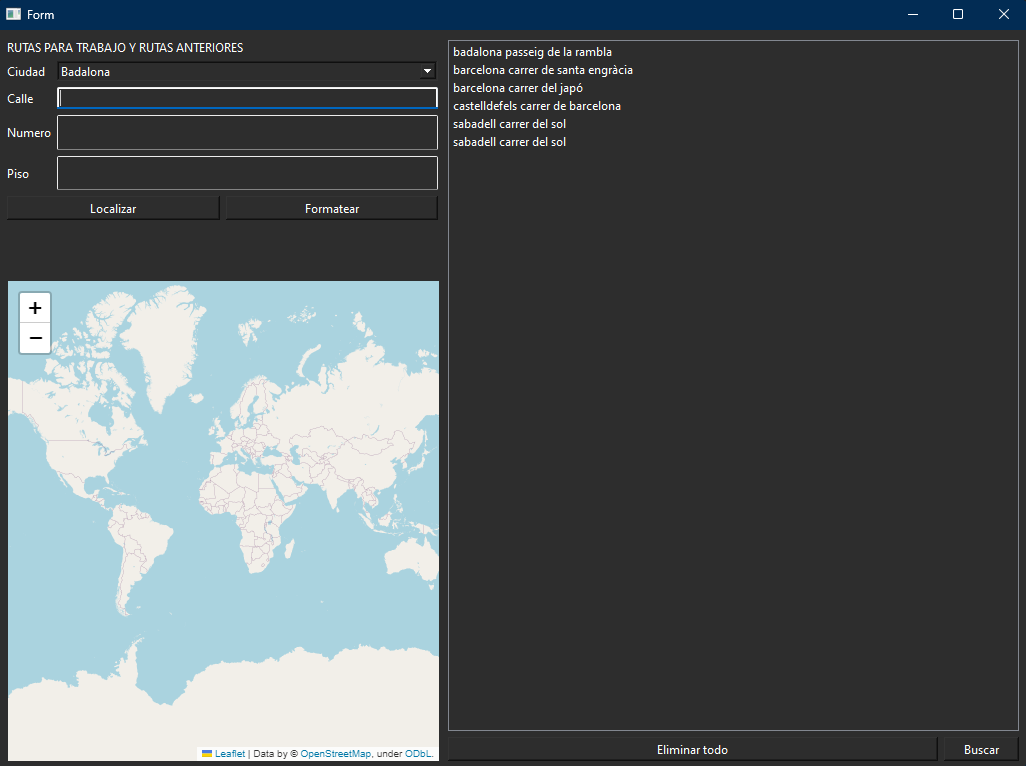 Form
RUTAS PARA TRABAJO Y RUTAS ANTERIORES
Ciudad Badalona
Calle
Numero
Piso
Localizar Formatear
+
−
Leaflet | Data by © OpenStreetMap, under ODbL.
badalona passeig de la rambla
barcelona carrer de santa engràcia
barcelona carrer del japó
castelldefels carrer de barcelona
sabadell carrer del sol
sabadell carrer del sol
Eliminar todo Buscar